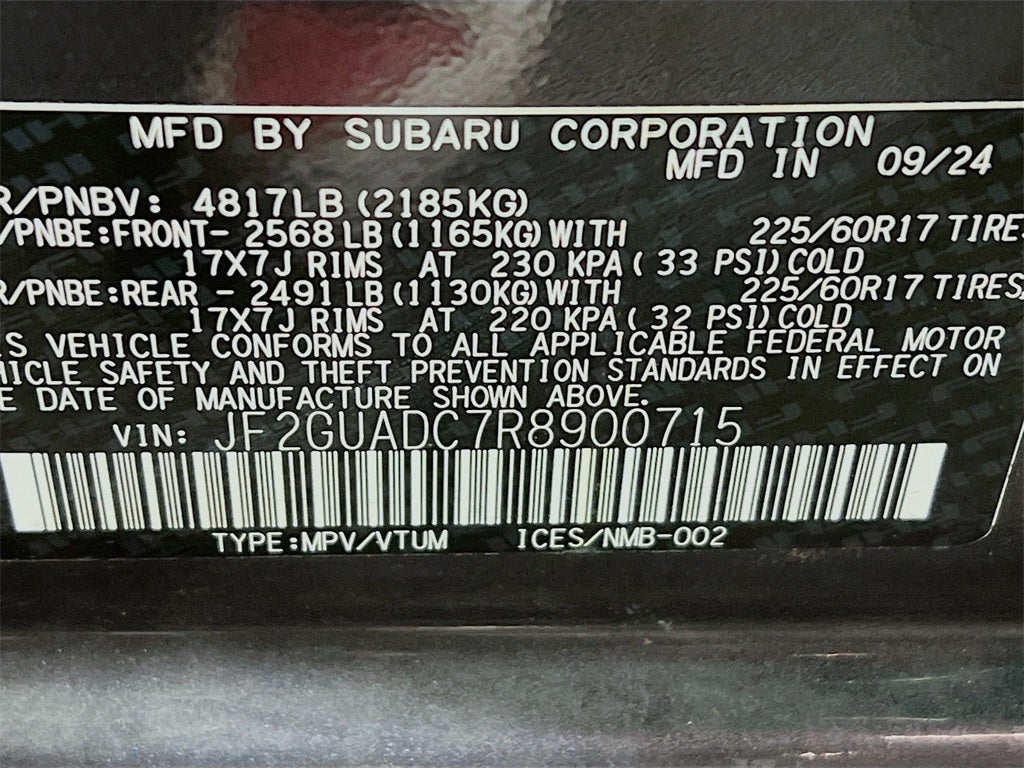 MFD BY SUBARU CORPORATION
MFD IN 09/24
R/PNBV: 4817LB (2185KG)
/PNBE:FRONT- 2568 LB (1165KG) WITH 225/60R17 TIRES
17X7J RIMS AT 230 KPA ( 33 PSI) COLD
R/PNBE:REAR - 2491 LB (1130KG) WITH 225/60R17 TIRES
17X7J RIMS AT 220 KPA ( 32 PSI) COLD
S VEHICLE CONFORMS TO ALL APPLICABLE FEDERAL MOTOR
HICLE SAFETY AND THEFT PREVENTION STANDARDS IN EFFECT ON
E DATE OF MANUFACTURE SHOWN ABOVE.
VIN: JF2GUADC7R8900715
TYPE:MPV/VTUM ICES/NMB-002